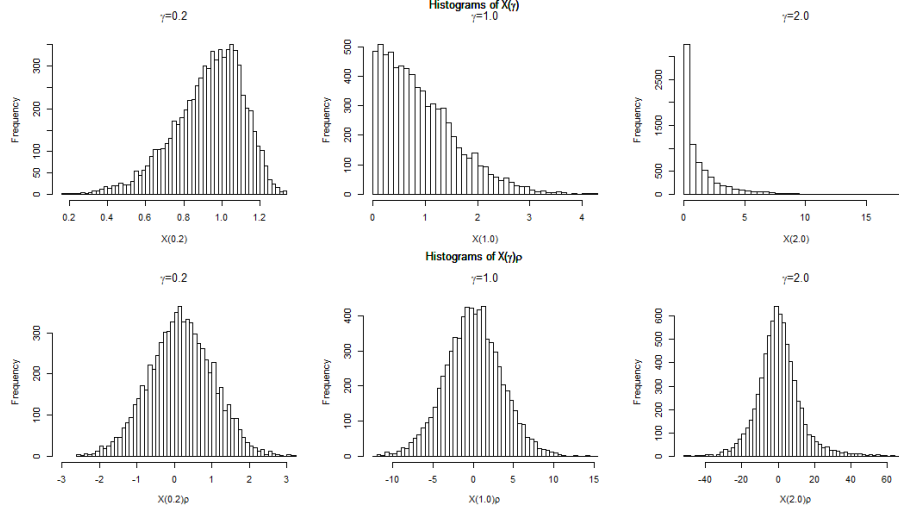 Histograms of X(γ)
γ=0.2
γ=1.0
γ=2.0
Frequency
0 50 100 200 300
0.2 0.4 0.6 0.8 1.0 1.2
X(0.2)
Frequency
0 100 200 300 400 500
0 1 2 3 4
X(1.0)
Frequency
0 500 1500 2500
0 5 10 15
X(2.0)
Histograms of X(γ)ρ
γ=0.2
γ=1.0
γ=2.0
Frequency
0 100 200 300
-3 -2 -1 0 1 2 3
X(0.2)ρ
Frequency
0 100 200 300 400
-10 -5 0 5 10 15
X(1.0)ρ
Frequency
0 100 200 300 400 500 600
-40 -20 0 20 40 60
X(2.0)ρ